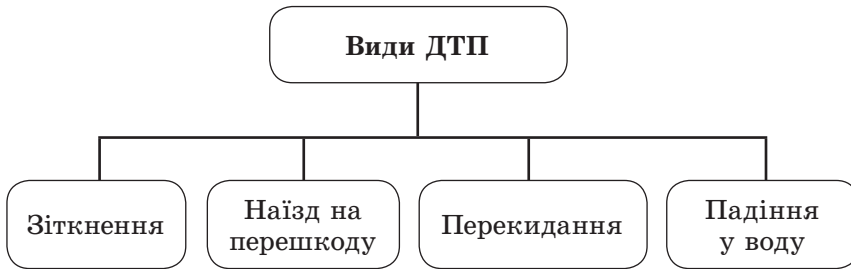 Види ДТП
Зіткнення
Наїзд на
перешкоду
Перекидання
Падіння
у воду